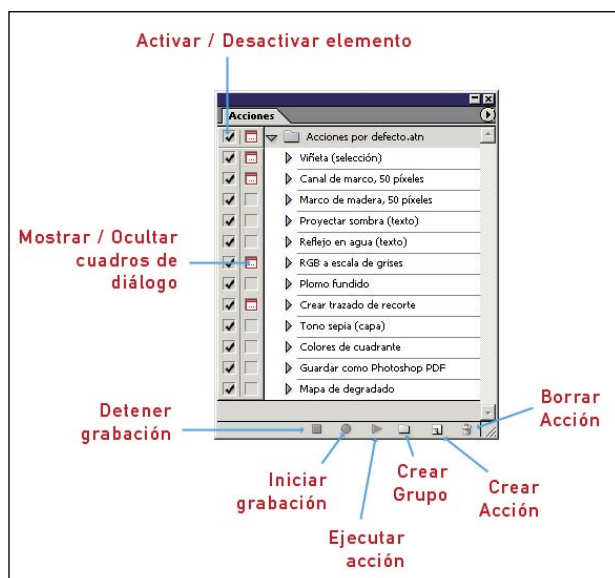 Activar / Desactivar elemento
Acciones
Acciones por defecto.atn
Viñeta (selección)
Canal de marco, 50 píxeles
Marco de madera, 50 píxeles
Proyectar sombra (texto)
Reflejo en agua (texto)
Mostrar / Ocultar
cuadros de
diálogo
RGB a escala de grises
Plomo fundido
Crear trazado de recorte
Tono sepia (capa)
Colores de cuadrante
Guardar como Photoshop PDF
Mapa de degradado
Detener
grabación
Borrar
Acción
Iniciar
grabación
Crear
Grupo
Crear
Acción
Ejecutar
acción